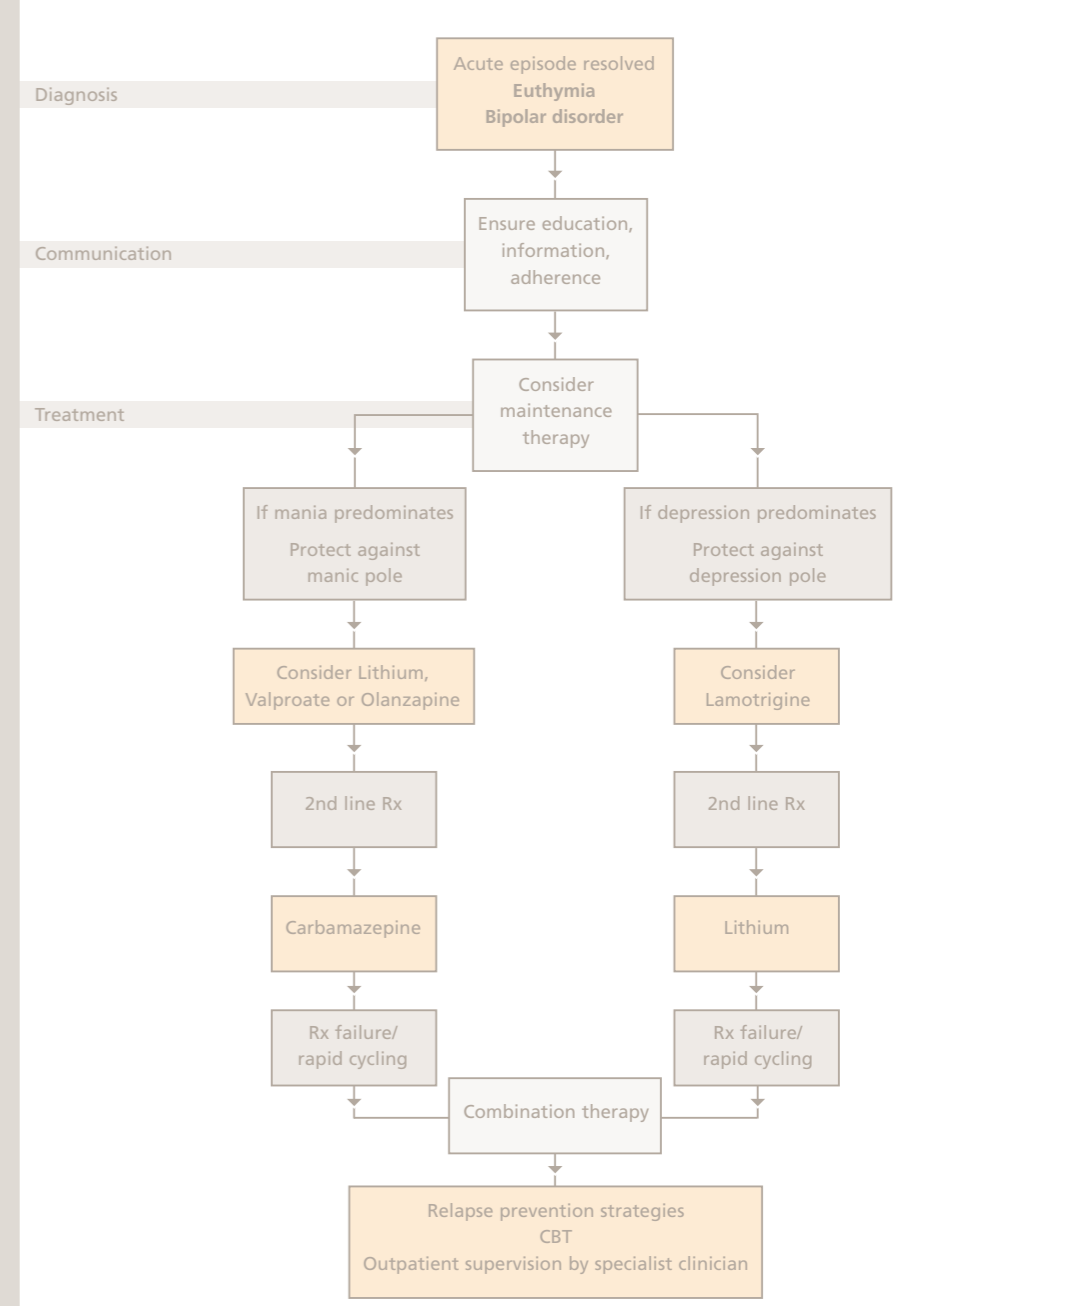 Acute episode resolved
Euthymia
Bipolar disorder
Diagnosis
Ensure education,
information,
adherence
Communication
Consider
maintenance
therapy
Treatment
If mania predominates
Protect against
manic pole
If depression predominates
Protect against
depression pole
Consider Lithium,
Valproate or Olanzapine
Consider
Lamotrigine
2nd line Rx
2nd line Rx
Carbamazepine
Lithium
Rx failure/
rapid cycling
Rx failure/
rapid cycling
Combination therapy
Relapse prevention strategies
CBT
Outpatient supervision by specialist clinician